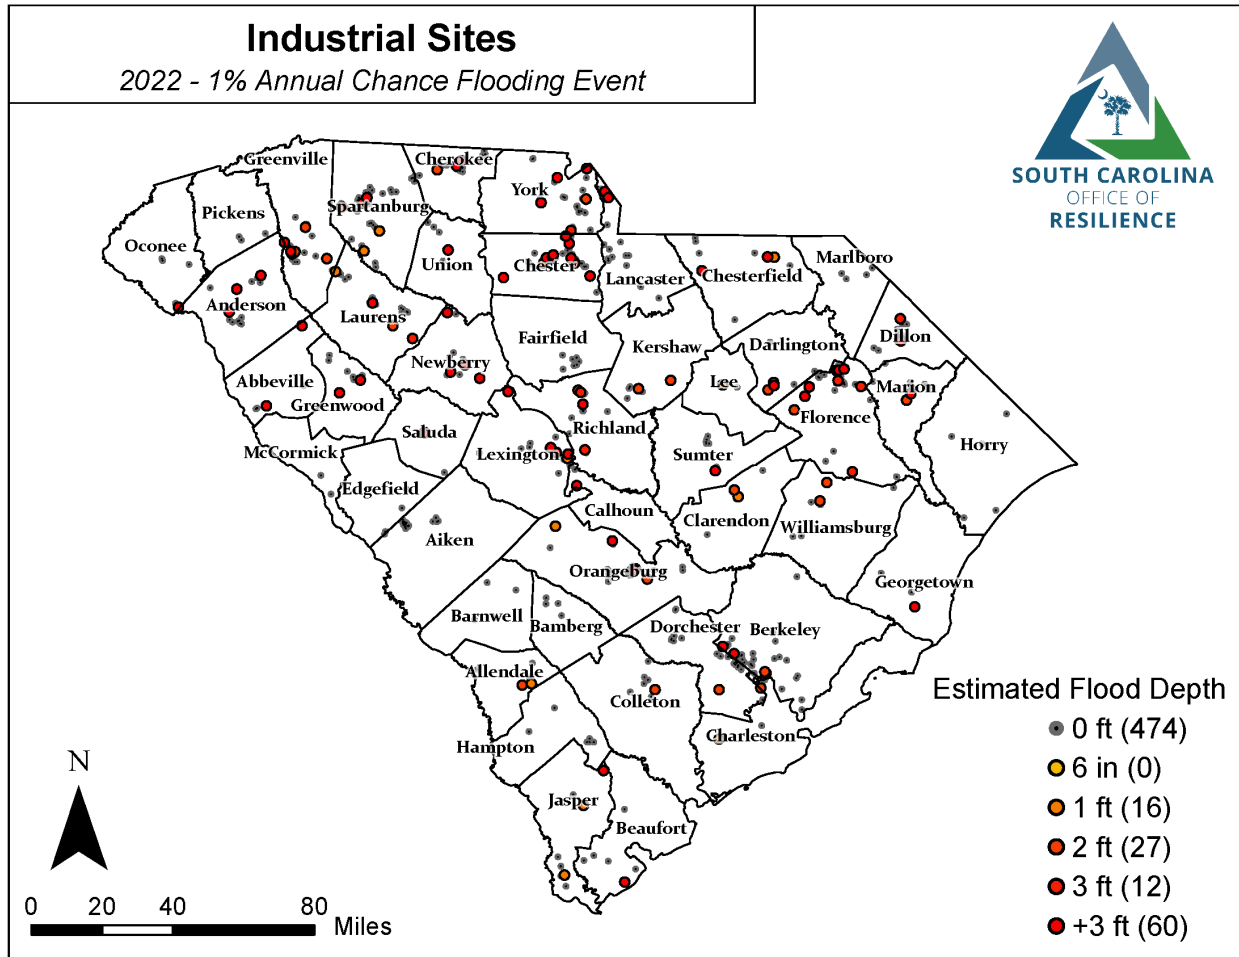 Industrial Sites
2022 - 1% Annual Chance Flooding Event
SOUTH CAROLINA
OFFICE OF
RESILIENCE
Greenville
Cherokee
York
Pickens
Spartanburg
Oconee
Union
Chester
Lancaster
Chesterfield
Marlboro
Anderson
Laurens
Fairfield
Kershaw
Darlington
Dillon
Newberry
Abbeville
Greenwood
Lee
Marion
Florence
Saluda
Richland
Horry
McCormick
Lexington
Sumter
Edgefield
Calhoun
Clarendon
Williamsburg
Aiken
Orangeburg
Georgetown
Barnwell
Bamberg
Dorchester
Berkeley
Allendale
Colleton
Hampton
Charleston
Jasper
Beaufort
Estimated Flood Depth
0 ft (474)
6 in (0)
1 ft (16)
2 ft (27)
3 ft (12)
+3 ft (60)
N
0 20 40 80
Miles